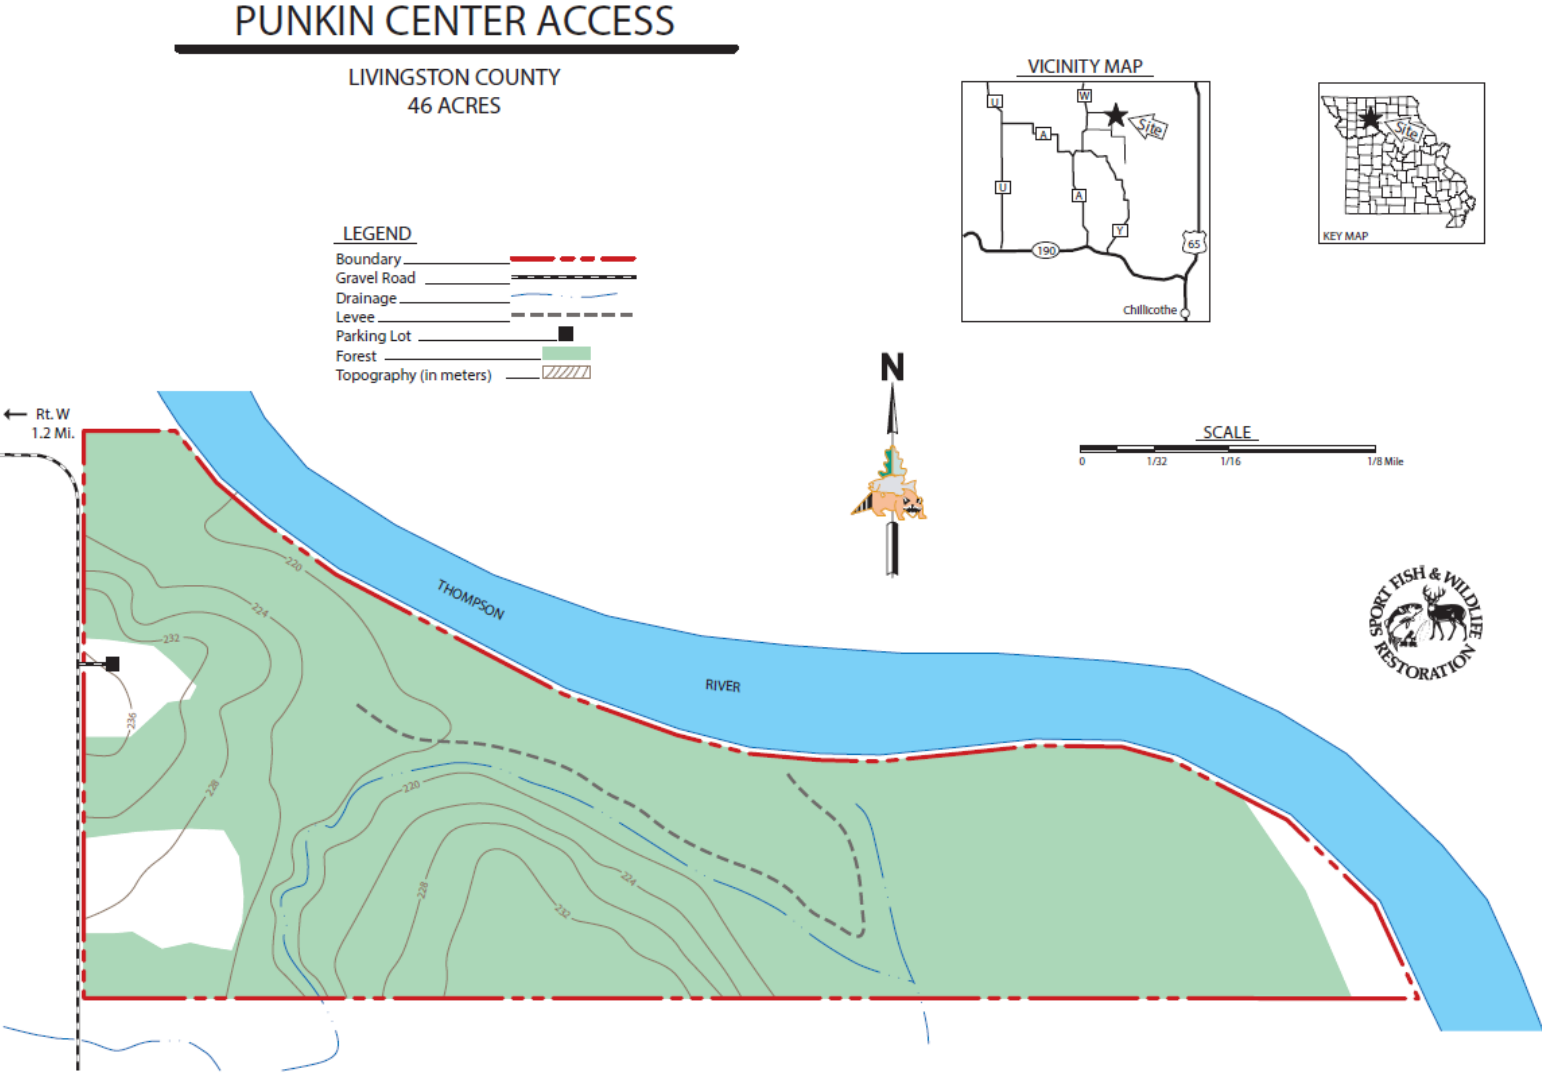 PUNKIN CENTER ACCESS
LIVINGSTON COUNTY
46 ACRES
VICINITY MAP
U
W
A
Site
U
A
Y
190
65
Chillicothe
Site
KEY MAP
LEGEND
Boundary
Gravel Road
Drainage
Levee
Parking Lot
Forest
Topography (in meters)
N
SCALE
0 1/32 1/16 1/8 Mile
Rt. W
1.2 Mi.
THOMPSON
RIVER
220
224
232
236
228
220
228
224
232
SPORT FISH & WILDLIFE
RESTORATION